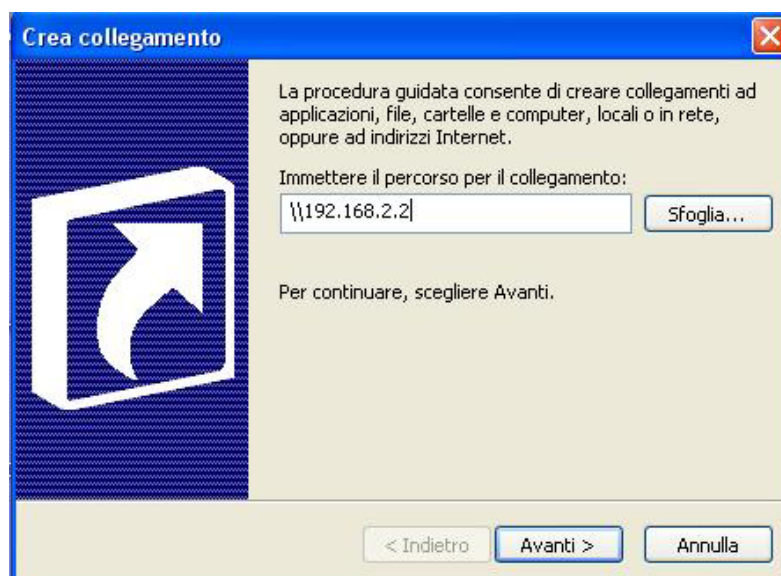 Crea collegamento
La procedura guidata consente di creare collegamenti ad
applicazioni, file, cartelle e computer, locali o in rete,
oppure ad indirizzi Internet.
Immettere il percorso per il collegamento:
\\192.168.2.2
Sfoglia...
Per continuare, scegliere Avanti.
< Indietro
Avanti >
Annulla